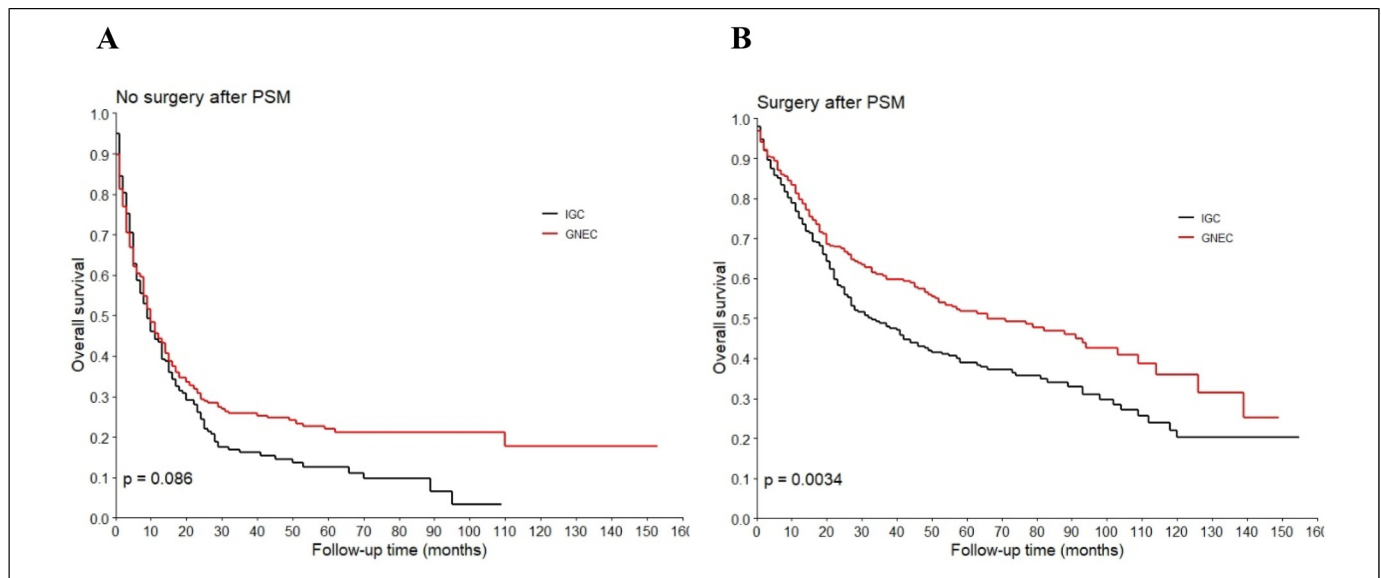 A
No surgery after PSM
1.0
0.9
0.8
0.7
0.6
0.5
0.4
0.3
0.2
0.1
0.0
Overall survival
IGC
GNEC
p = 0.086
0 10 20 30 40 50 60 70 80 90 100 110 120 130 140 150 16
Follow-up time (months)
B
Surgery after PSM
1.0
0.9
0.8
0.7
0.6
0.5
0.4
0.3
0.2
0.1
0.0
Overall survival
IGC
GNEC
p = 0.0034
0 10 20 30 40 50 60 70 80 90 100 110 120 130 140 150 160
Follow-up time (months)